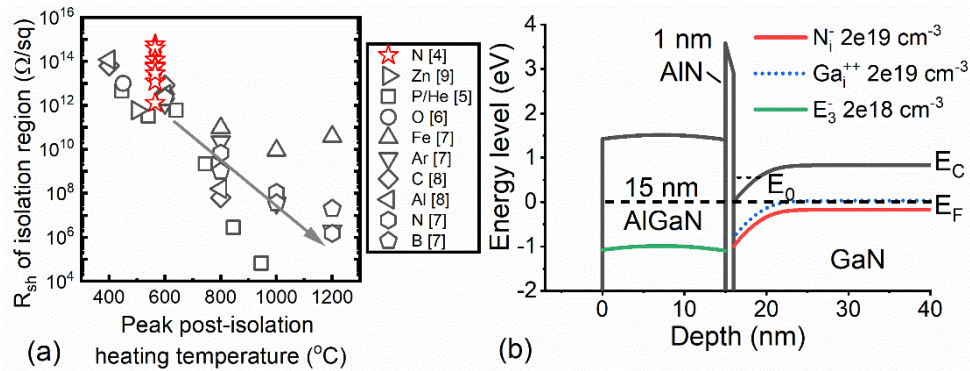 R_sh of isolation region (Ω/sq)
10^16
10^14
10^12
10^10
10^8
10^6
10^4
400 600 800 1000 1200
Peak post-isolation
heating temperature (°C)
(a)
N [4]
Zn [9]
P/He [5]
O [6]
Fe [7]
Ar [7]
C [8]
Al [8]
N [7]
B [7]
Energy level (eV)
4
3
2
1
0
-1
-2
0 10 20 30 40
Depth (nm)
(b)
1 nm
AlN
15 nm
AlGaN
N_i^- 2e19 cm^-3
Ga_i^++ 2e19 cm^-3
E_3^- 2e18 cm^-3
E_C
E_0
E_F
GaN